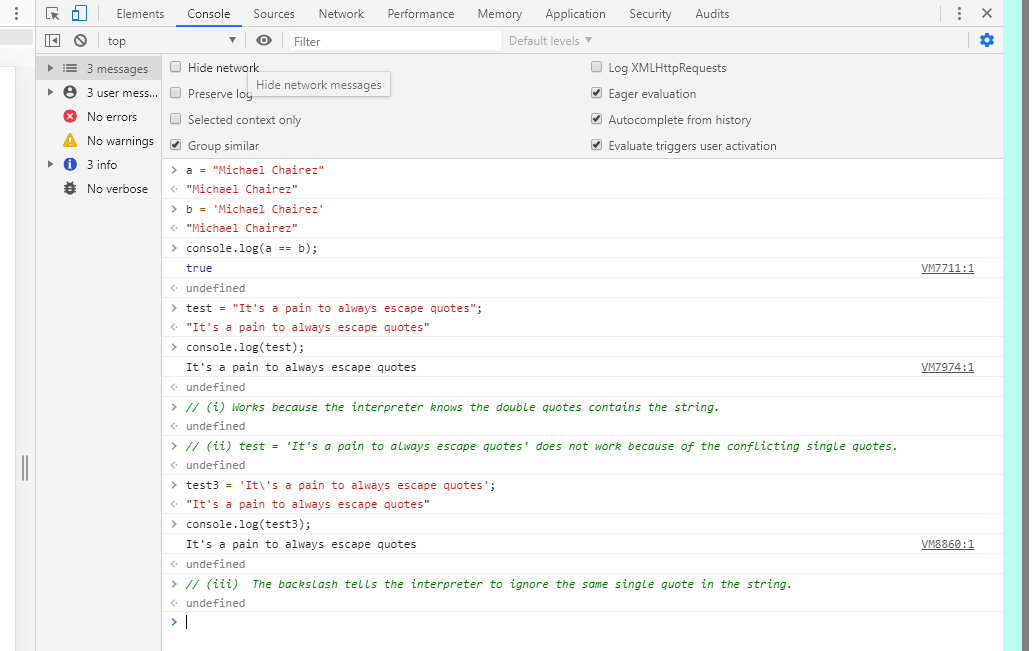 Elements Console Sources Network Performance Memory Application Security Audits
top Filter Default levels
3 messages
3 user mess...
No errors
No warnings
3 info
No verbose
Hide network Log XMLHttpRequests
Hide network messages
Preserve log Eager evaluation
Selected context only Autocomplete from history
Group similar Evaluate triggers user activation
> a = "Michael Chairez"
<· "Michael Chairez"
> b = 'Michael Chairez'
<· "Michael Chairez"
> console.log(a == b);
true VM7711:1
<· undefined
> test = "It's a pain to always escape quotes";
<· "It's a pain to always escape quotes"
> console.log(test);
It's a pain to always escape quotes VM7974:1
<· undefined
> // (i) Works because the interpreter knows the double quotes contains the string.
<· undefined
> // (ii) test = 'It's a pain to always escape quotes' does not work because of the conflicting single quotes.
<· undefined
> test3 = 'It\'s a pain to always escape quotes';
<· "It's a pain to always escape quotes"
> console.log(test3);
It's a pain to always escape quotes VM8860:1
<· undefined
> // (iii)  The backslash tells the interpreter to ignore the same single quote in the string.
<· undefined
>